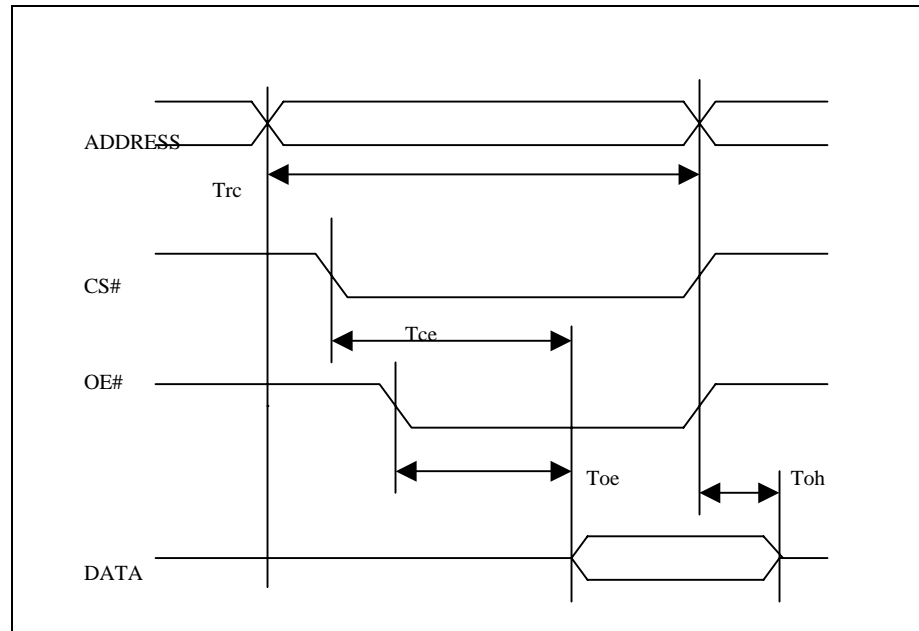 ADDRESS
Trc
CS#
Tce
OE#
Toe
Toh
DATA